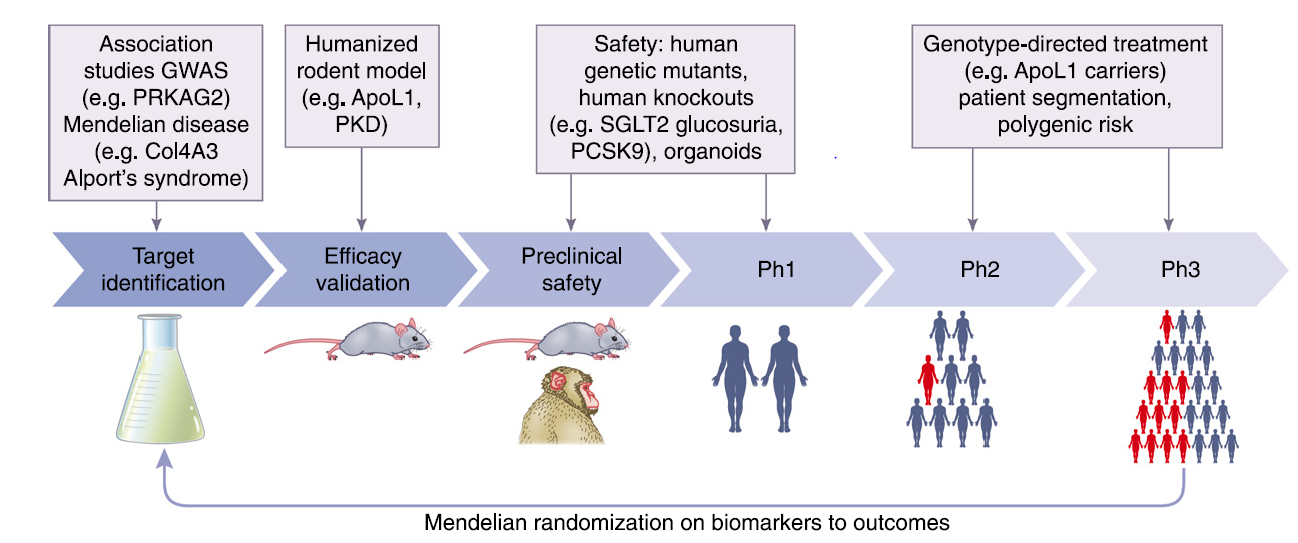 Association
studies GWAS
(e.g. PRKAG2)
Mendelian disease
(e.g. Col4A3
Alport's syndrome)
Humanized
rodent model
(e.g. ApoL1,
PKD)
Safety: human
genetic mutants,
human knockouts
(e.g. SGLT2 glucosuria,
PCSK9), organoids
Genotype-directed treatment
(e.g. ApoL1 carriers)
patient segmentation,
polygenic risk
Target
identification
Efficacy
validation
Preclinical
safety
Ph1
Ph2
Ph3
Mendelian randomization on biomarkers to outcomes